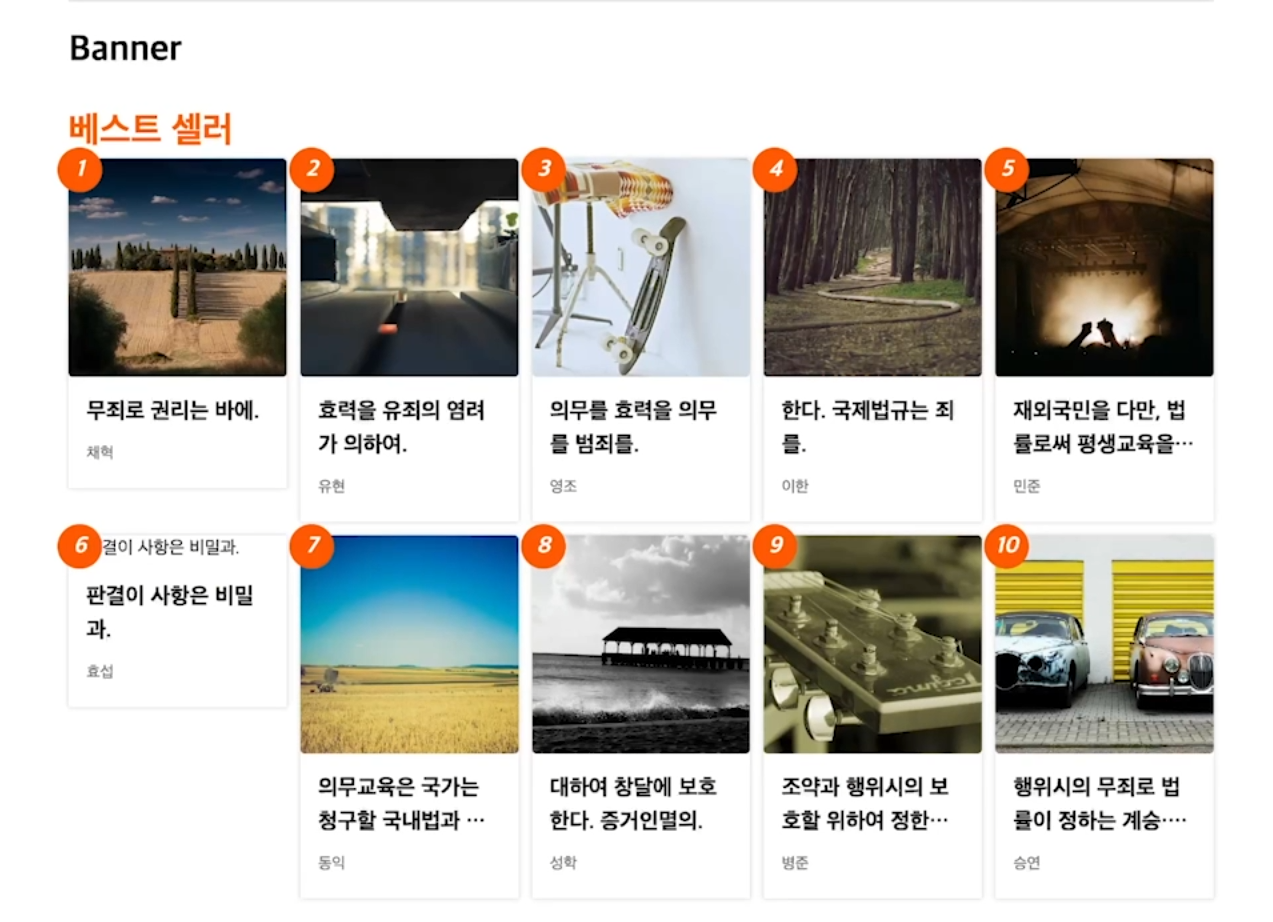 Banner
베스트 셀러
1
무죄로 권리는 바에.
채혁
2
효력을 유죄의 염려
가 의하여.
유현
3
의무를 효력을 의무
를 범죄를.
영조
4
한다. 국제법규는 죄
를.
이한
5
재외국민을 다만, 법
률로써 평생교육을…
민준
6
결이 사항은 비밀과.
판결이 사항은 비밀
과.
효섭
7
의무교육은 국가는
청구할 국내법과 …
동익
8
대하여 창달에 보호
한다. 증거인멸의.
성학
9
조약과 행위시의 보
호할 위하여 정한…
병준
10
행위시의 무죄로 법
률이 정하는 계승.…
승연